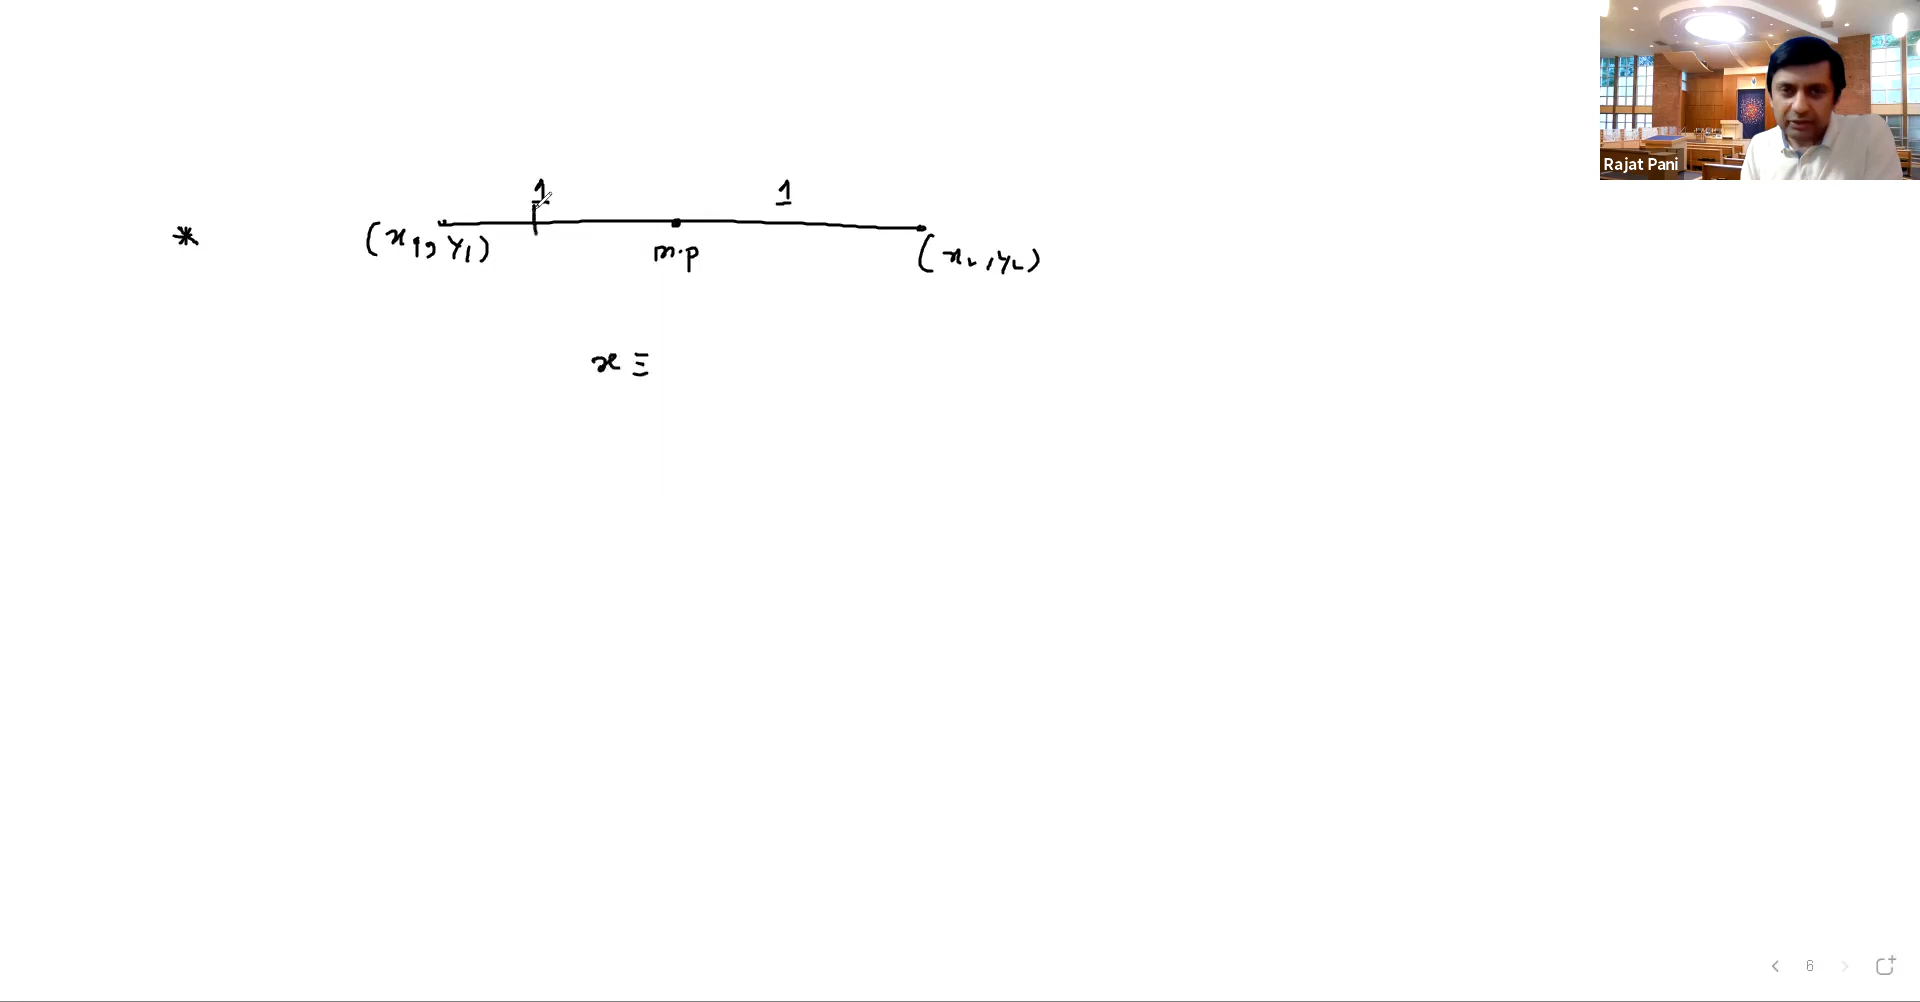 Rajat Pani
1 1
* (x₁, y₁) m.p (x₂, y₂)
x ≡
6